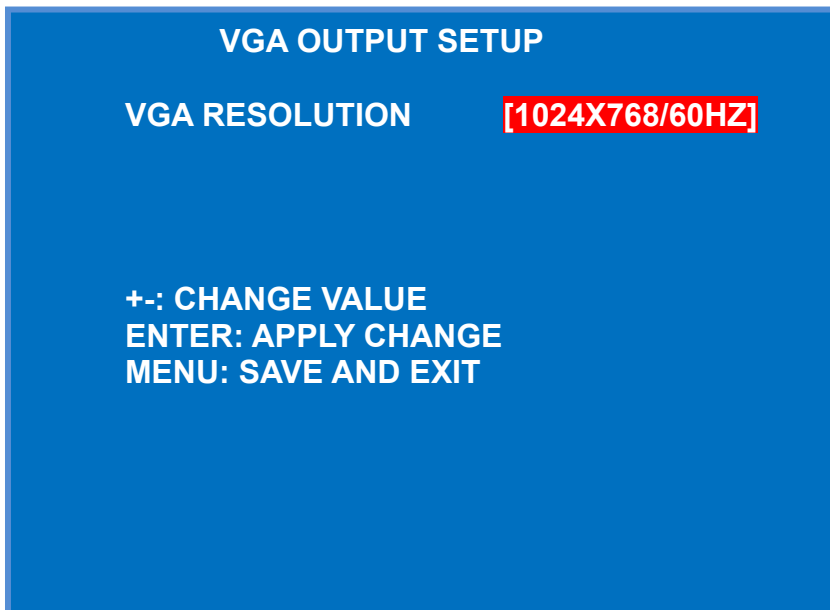 VGA OUTPUT SETUP
VGA RESOLUTION [1024X768/60HZ]
+-: CHANGE VALUE
ENTER: APPLY CHANGE
MENU: SAVE AND EXIT